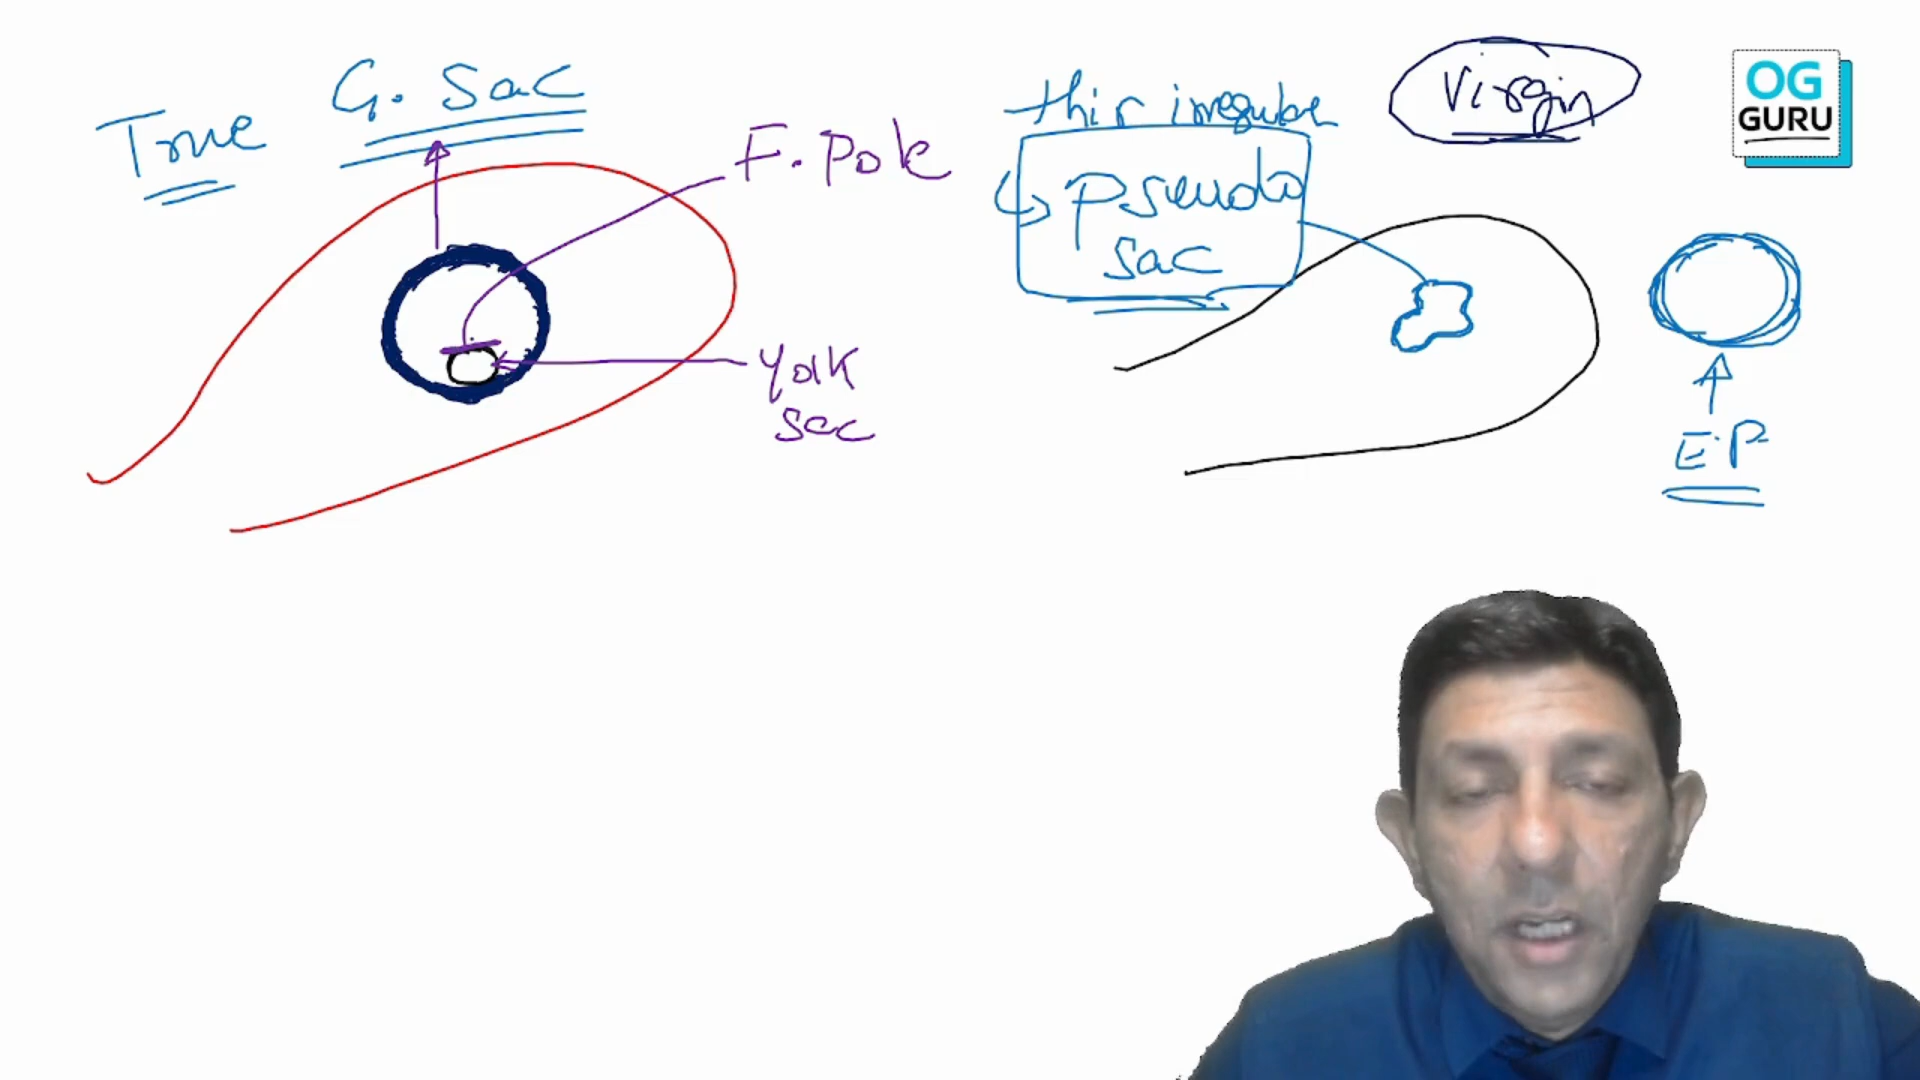 True G. Sac
F. Pole
Yolk
Sac
thin irregular
Pseudo
Sac
Virgin
E.P
OG
GURU